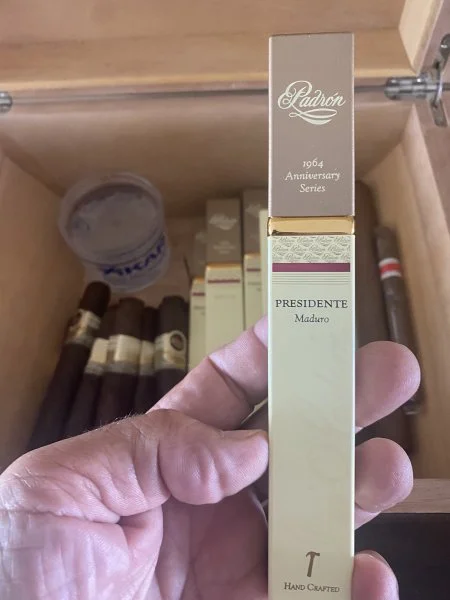 Padrón
1964
Anniversary
Series
PRESIDENTE
Maduro
HAND CRAFTED